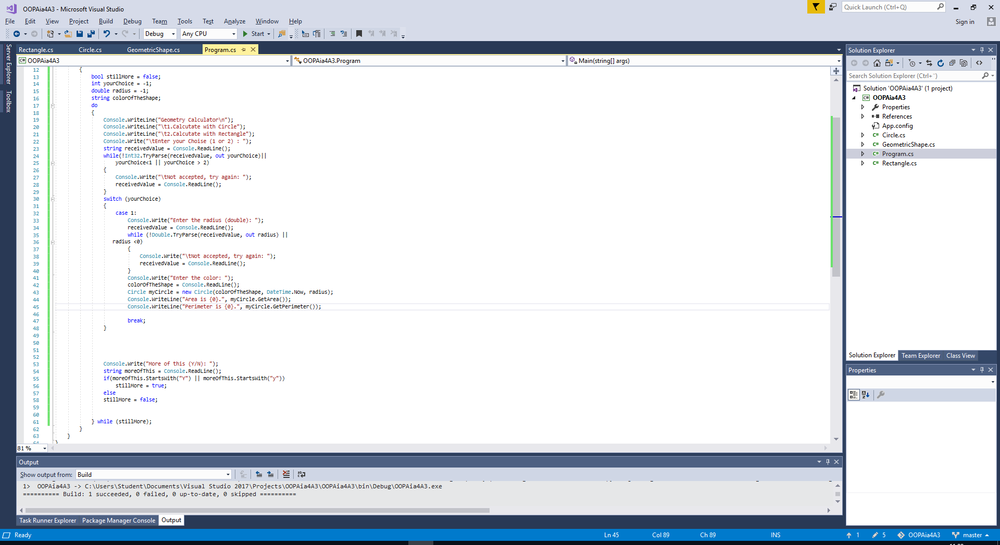 OOPAia4A3 - Microsoft Visual Studio
Quick Launch (Ctrl+Q)
File Edit View Project Build Debug Team Tools Test Analyze Window Help
Sign in
Debug Any CPU Start
Server Explorer
Toolbox
Rectangle.cs Circle.cs GeometricShape.cs Program.cs
C# OOPAia4A3 OOPAia4A3.Program Main(string[] args)
12 {
13 bool stillMore = false;
14 int yourChoice = -1;
15 double radius = -1;
16 string colorOfTheShape;
17 do
18 {
19 Console.WriteLine("Geometry Calculator\n");
20 Console.WriteLine("\t1.Calcutate with Circle");
21 Console.WriteLine("\t2.Calcutate with Rectangle");
22 Console.Write("\tEnter your Choise (1 or 2) : ");
23 string receivedValue = Console.ReadLine();
24 while(!Int32.TryParse(receivedValue, out yourChoice)||
25 yourChoice<1 || yourChoice > 2)
26 {
27 Console.Write("\tNot accepted, try again: ");
28 receivedValue = Console.ReadLine();
29 }
30 switch (yourChoice)
31 {
32 case 1:
33 Console.Write("Enter the radius (double): ");
34 receivedValue = Console.ReadLine();
35 while (!Double.TryParse(receivedValue, out radius) ||
36 radius <0)
37 {
38 Console.Write("\tNot accepted, try again: ");
39 receivedValue = Console.ReadLine();
40 }
41 Console.Write("Enter the color: ");
42 colorOfTheShape = Console.ReadLine();
43 Circle myCircle = new Circle(colorOfTheShape, DateTime.Now, radius);
44 Console.WriteLine("Area is {0}.", myCircle.GetArea());
45 Console.WriteLine("Perimeter is {0}.", myCircle.GetPerimeter());
46
47 break;
48 }
49
50
51
52
53 Console.Write("More of this (Y/N): ");
54 string moreOfThis = Console.ReadLine();
55 if(moreOfThis.StartsWith("Y") || moreOfThis.StartsWith("y"))
56 stillMore = true;
57 else
58 stillMore = false;
59
60
61 } while (stillMore);
62 }
63 }
64 }
81 %
Output
Show output from: Build
1> OOPAia4A3 -> C:\Users\Student\Documents\Visual Studio 2017\Projects\OOPAia4A3\OOPAia4A3\bin\Debug\OOPAia4A3.exe
========== Build: 1 succeeded, 0 failed, 0 up-to-date, 0 skipped ==========
Task Runner Explorer Package Manager Console Output
Solution Explorer
Search Solution Explorer (Ctrl+¨)
Solution 'OOPAia4A3' (1 project)
C# OOPAia4A3
Properties
References
App.config
C# Circle.cs
C# GeometricShape.cs
C# Program.cs
C# Rectangle.cs
Solution Explorer Team Explorer Class View
Properties
Ready Ln 45 Col 89 Ch 89 INS 1 5 OOPAia4A3 master